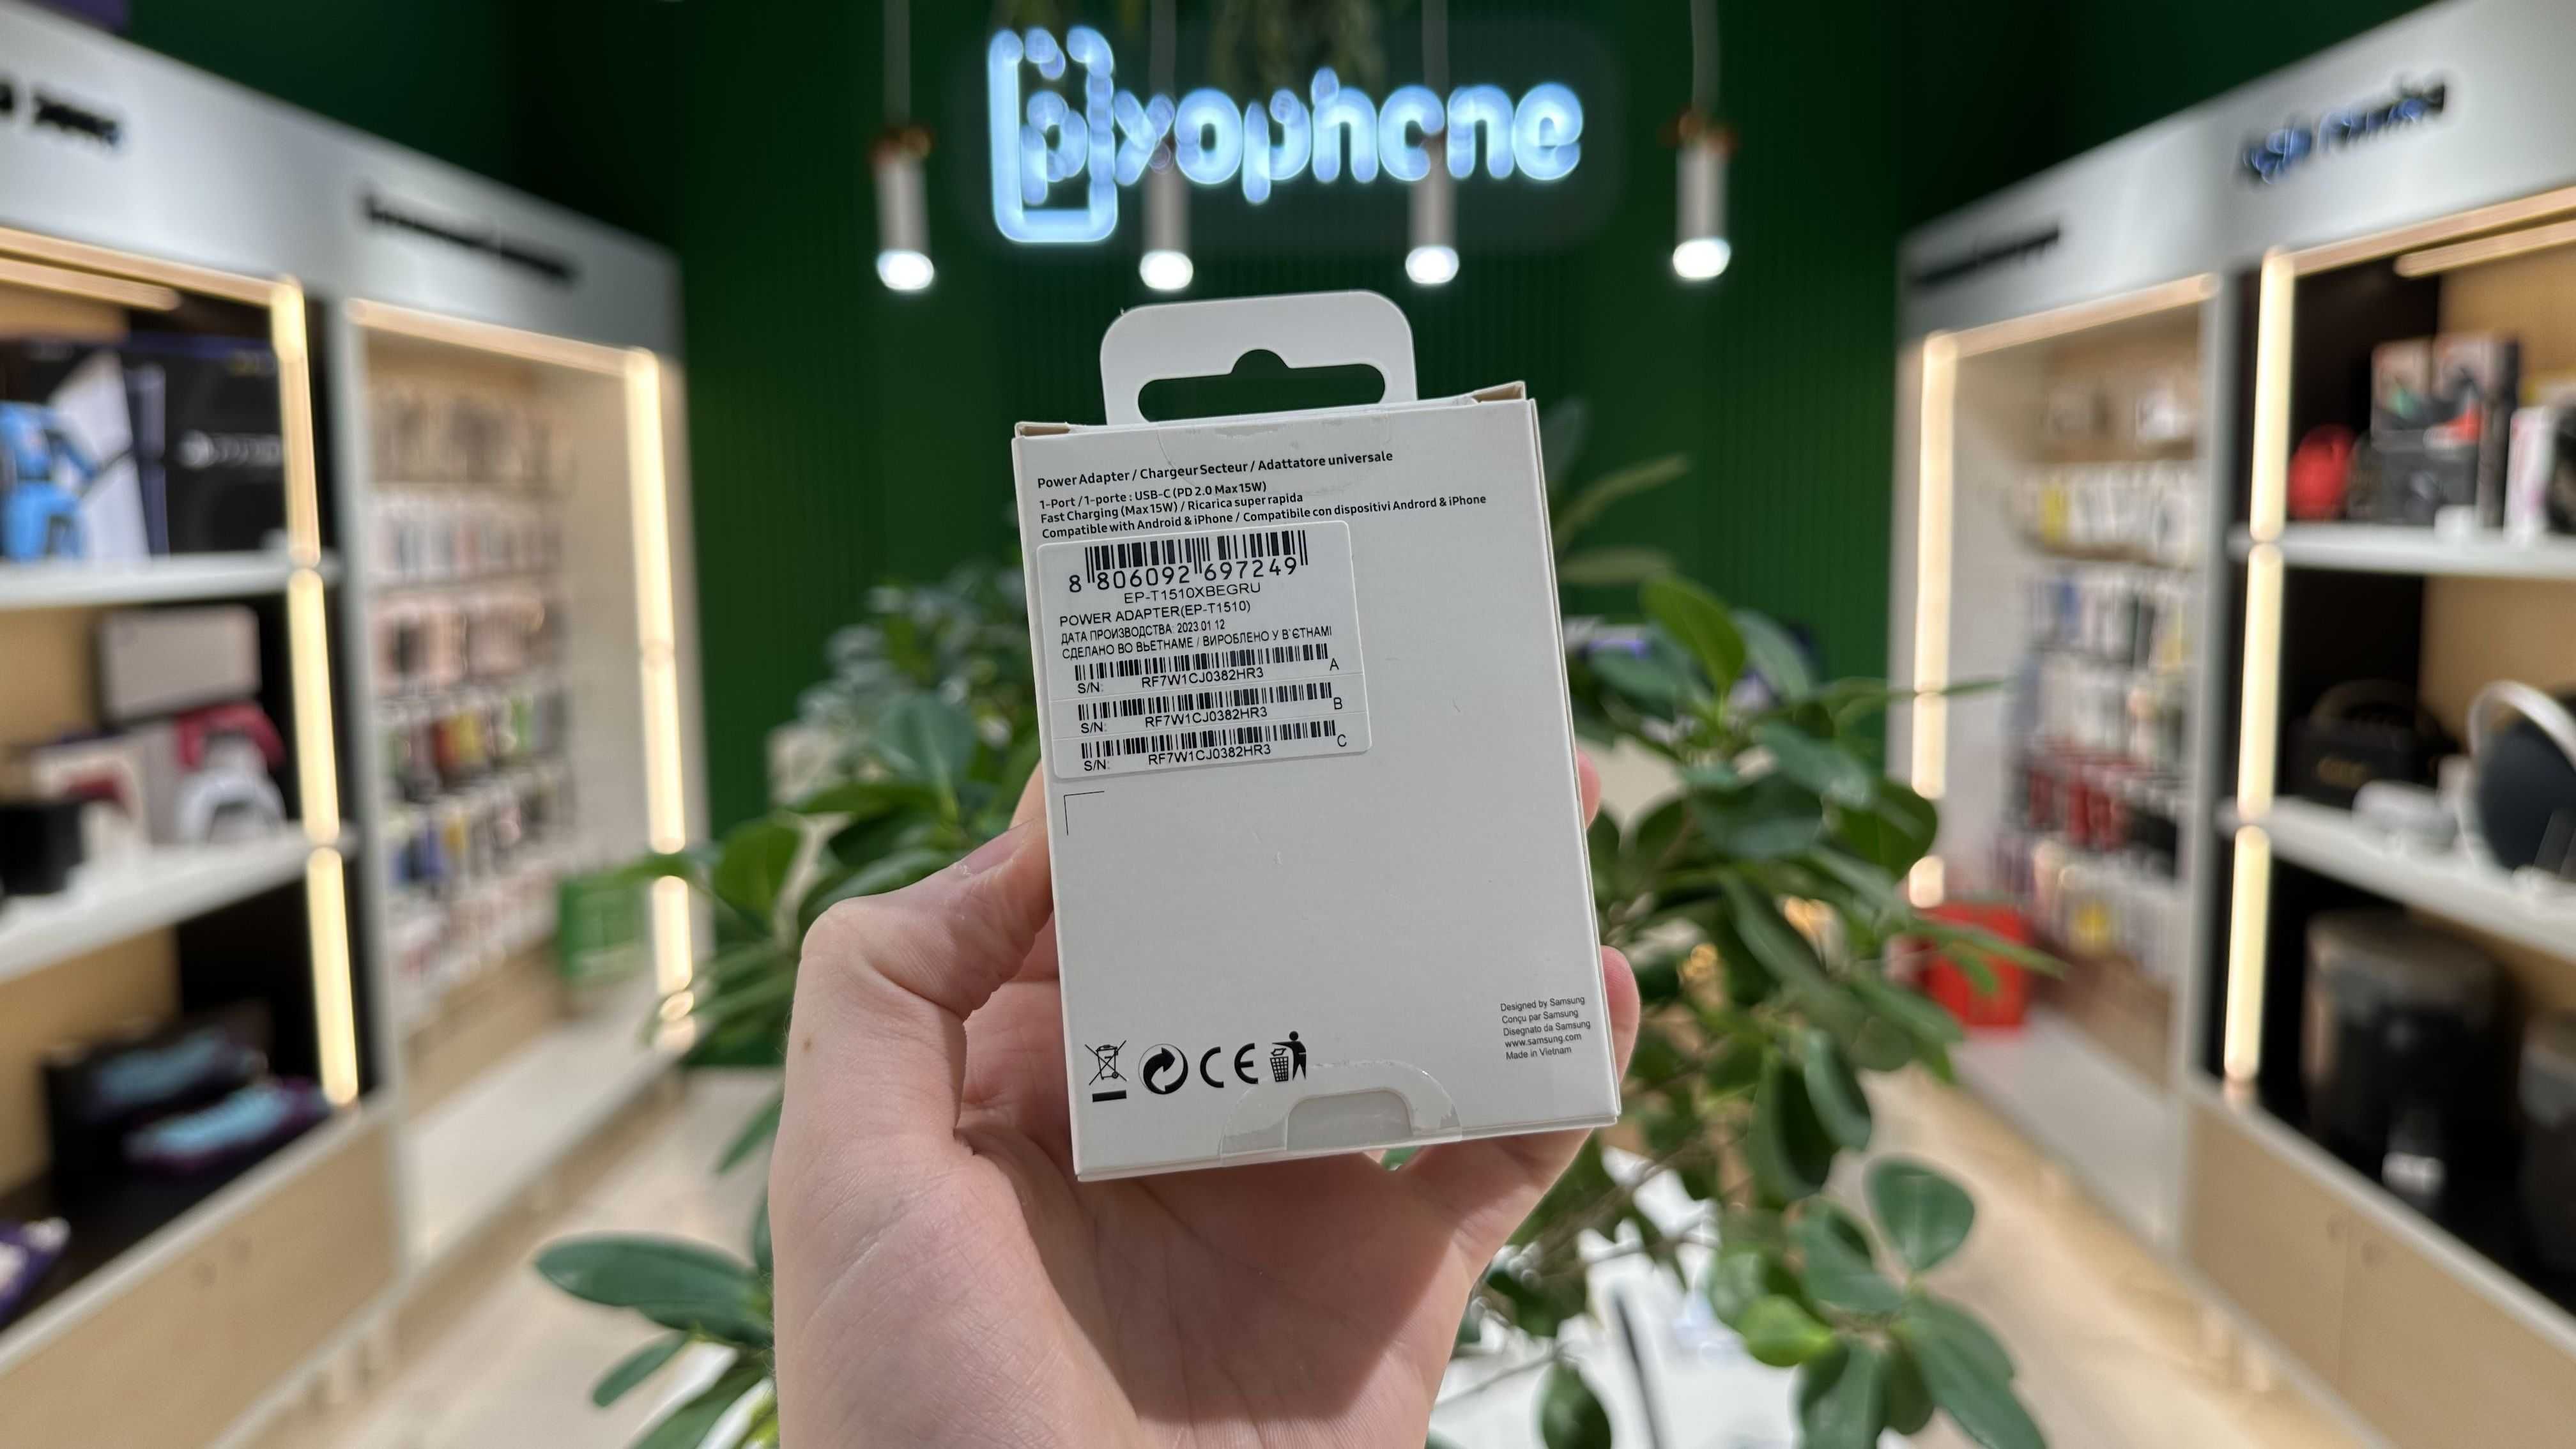 pixophone
Power Adapter / Chargeur Secteur / Adattatore universale
1-Port / 1-porte : USB-C (PD 2.0 Max 15W)
Fast Charging (Max 15W) / Ricarica super rapida
Compatible with Android & iPhone / Compatibile con dispositivi Andrord & iPhone
8 806092 697249
EP-T1510XBEGRU
POWER ADAPTER(EP-T1510)
ДАТА ПРОИЗВОДСТВА: 2023.01.12
СДЕЛАНО ВО ВЬЕТНАМЕ / ВИРОБЛЕНО У В`ЄТНАМІ
A
S/N: RF7W1CJ0382HR3
B
S/N: RF7W1CJ0382HR3
C
S/N: RF7W1CJ0382HR3
CE
Designed by Samsung
Conçu par Samsung
Disegnato da Samsung
www.samsung.com
Made in Vietnam